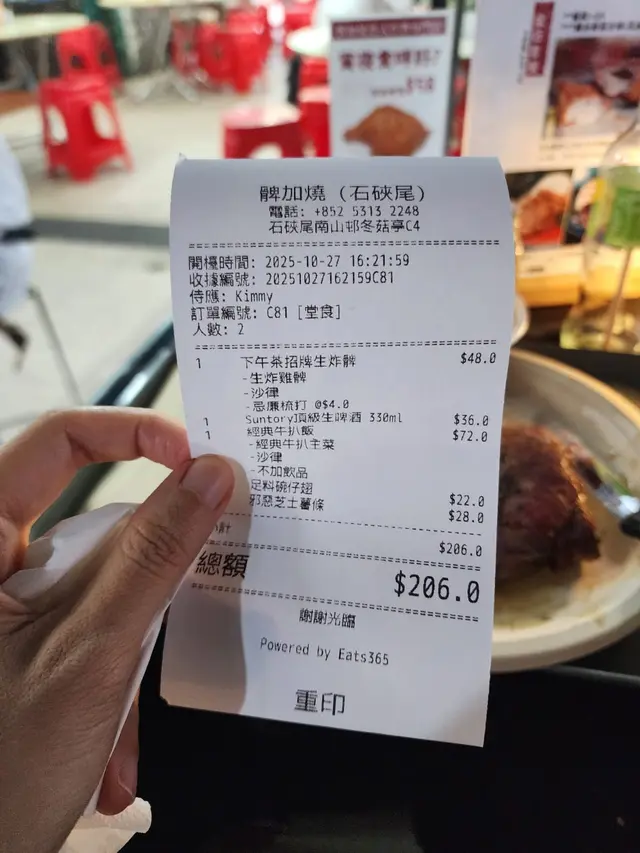 髀加燒 (石硤尾)
電話: +852 5313 2248
石硤尾南山邨冬菇亭C4
開檯時間: 2025-10-27 16:21:59
收據編號: 20251027162159C81
侍應: Kimmy
訂單編號: C81 [堂食]
人數: 2
1 下午茶招牌生炸髀 $48.0
-生炸雞髀
-沙律
-忌廉梳打 @$4.0
1 Suntory頂級生啤酒 330ml $36.0
1 經典牛扒飯 $72.0
-經典牛扒主菜
-沙律
-不加飲品
足料碗仔翅 $22.0
邪惡芝士薯條 $28.0
計 $206.0
總額 $206.0
謝謝光臨
Powered by Eats365
重印